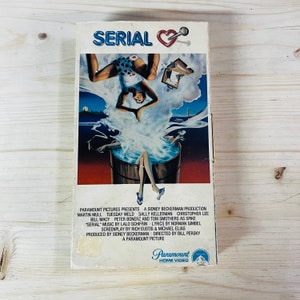 SERIAL
PARAMOUNT PICTURES PRESENTS A SIDNEY BECKERMAN PRODUCTION
MARTIN MULL TUESDAY WELD SALLY KELLERMAN CHRISTOPHER LEE
BILL MACY PETER BONERZ AND TOM SMOTHERS AS SPIKE
"SERIAL" MUSIC BY LALO SCHIFRIN LYRICS BY NORMAN GIMBEL
SCREENPLAY BY RICH EUSTIS & MICHAEL ELIAS
PRODUCED BY SIDNEY BECKERMAN DIRECTED BY BILL PERSKY
A PARAMOUNT PICTURE
Paramount
HOME VIDEO